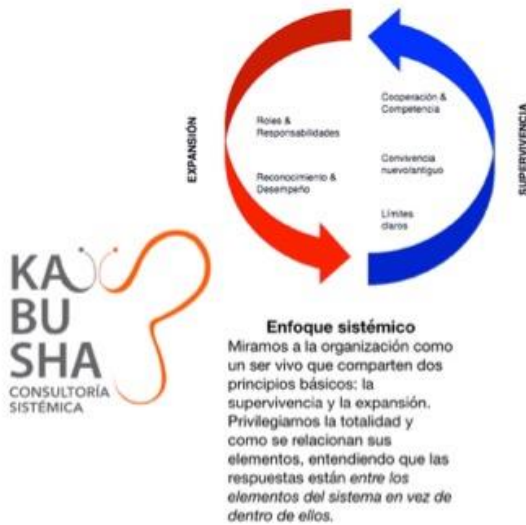 EXPANSIÓN
Roles &
Responsabilidades
Reconocimiento &
Desempeño
Cooperación &
Competencia
Convivencia
nuevo/antiguo
Límites
claros
SUPERVIVENCIA
KA
BU
SHA
CONSULTORÍA
SISTÉMICA
Enfoque sistémico
Miramos a la organización como
un ser vivo que comparten dos
principios básicos: la
supervivencia y la expansión.
Privilegiamos la totalidad y
como se relacionan sus
elementos, entendiendo que las
respuestas están entre los
elementos del sistema en vez de
dentro de ellos.